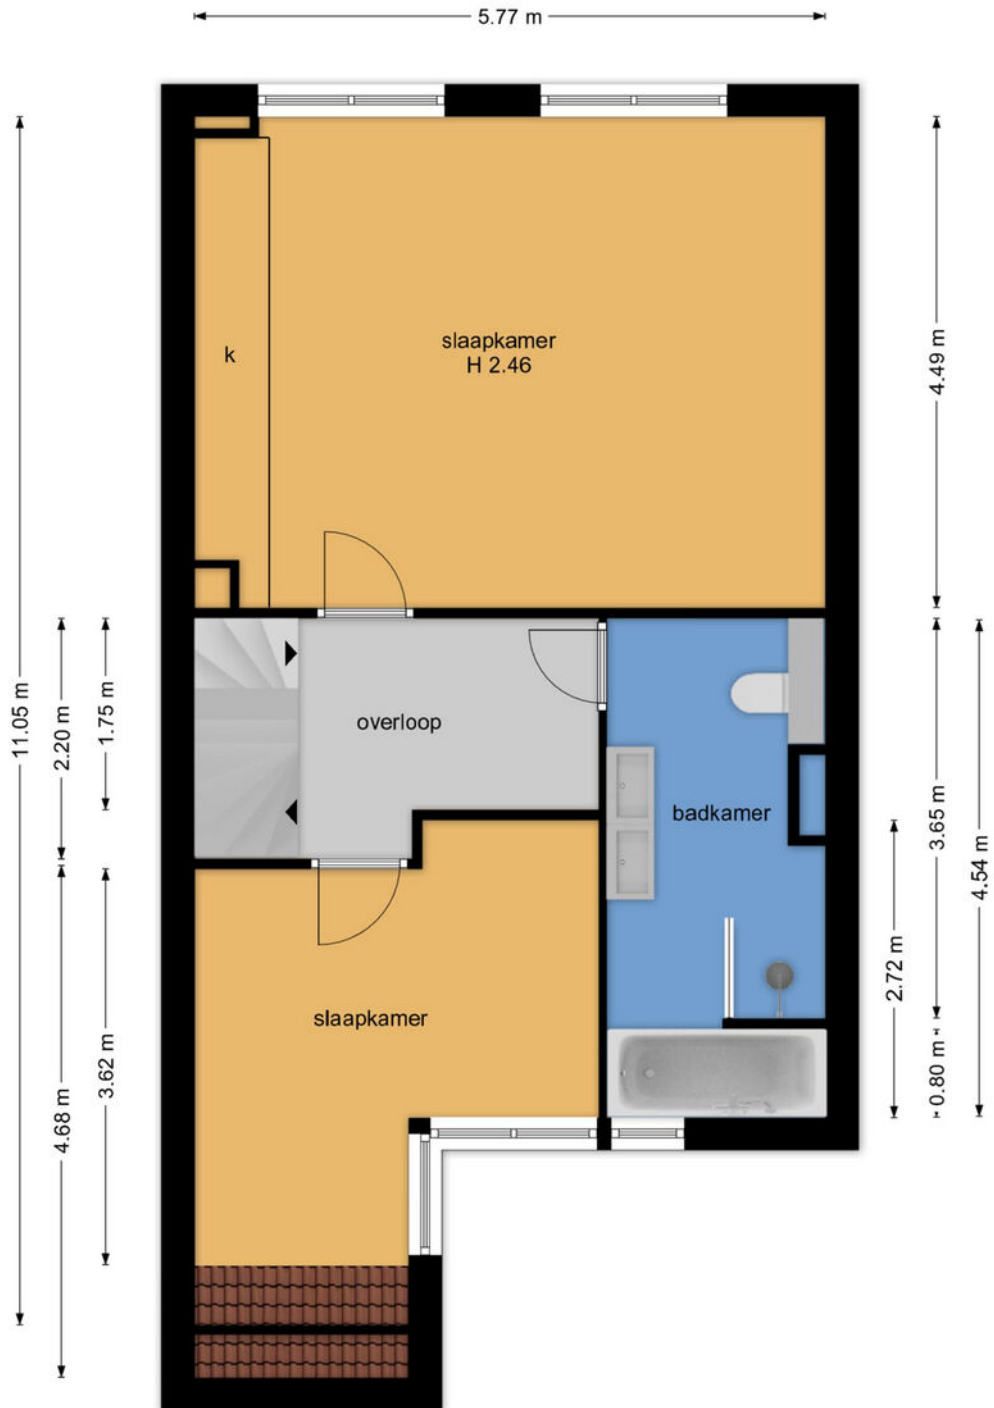 5.77 m
slaapkamer
H 2.46
k
4.49 m
11.05 m
2.20 m
1.75 m
overloop
badkamer
3.65 m
4.54 m
2.72 m
slaapkamer
3.62 m
4.68 m
0.80 m